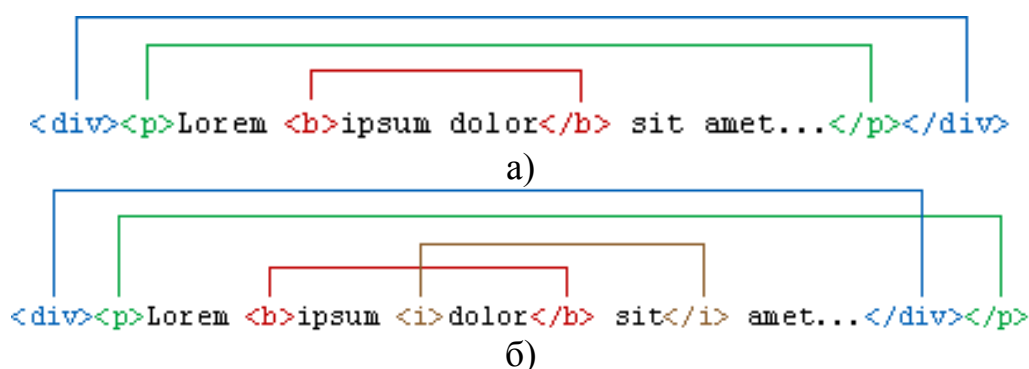 <div><p>Lorem <b>ipsum dolor</b> sit amet...</p></div>
а)
<div><p>Lorem <b>ipsum <i>dolor</b> sit</i> amet...</div></p>
б)